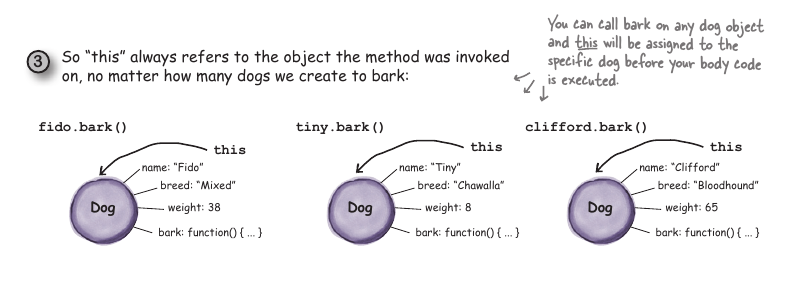 You can call bark on any dog object
and this will be assigned to the
specific dog before your body code
is executed.
3
So “this” always refers to the object the method was invoked
on, no matter how many dogs we create to bark:
fido.bark()
this
name: “Fido”
breed: “Mixed”
Dog
weight: 38
bark: function() { ... }
tiny.bark()
this
name: “Tiny”
breed: “Chawalla”
Dog
weight: 8
bark: function() { ... }
clifford.bark()
this
name: “Clifford”
breed: “Bloodhound”
Dog
weight: 65
bark: function() { ... }